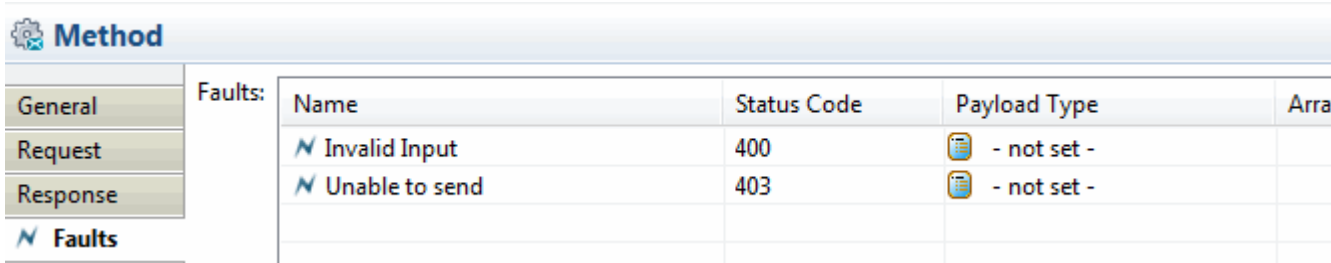 Method
General
Request
Response
Faults
Faults:
Name Status Code Payload Type Arra
Invalid Input 400 - not set -
Unable to send 403 - not set -